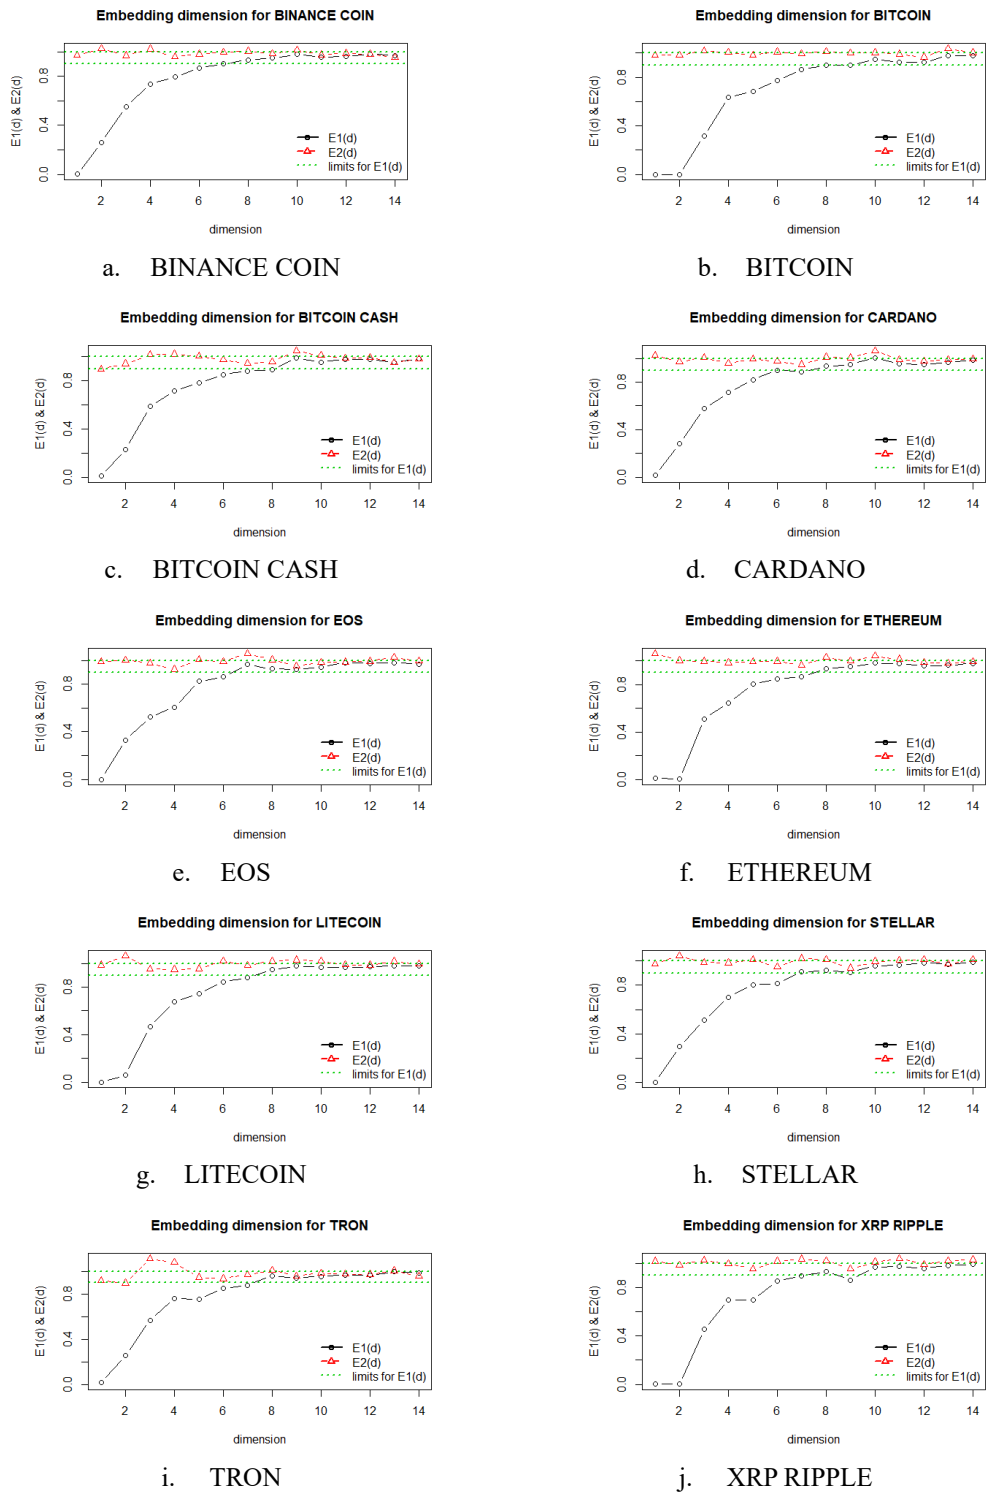 Embedding dimension for BINANCE COIN
E1(d) & E2(d)
0.0 0.4 0.8
E1(d)
E2(d)
limits for E1(d)
2 4 6 8 10 12 14
dimension
a. BINANCE COIN
Embedding dimension for BITCOIN
E1(d) & E2(d)
0.0 0.4 0.8
E1(d)
E2(d)
limits for E1(d)
2 4 6 8 10 12 14
dimension
b. BITCOIN
Embedding dimension for BITCOIN CASH
E1(d) & E2(d)
0.0 0.4 0.8
E1(d)
E2(d)
limits for E1(d)
2 4 6 8 10 12 14
dimension
c. BITCOIN CASH
Embedding dimension for CARDANO
E1(d) & E2(d)
0.0 0.4 0.8
E1(d)
E2(d)
limits for E1(d)
2 4 6 8 10 12 14
dimension
d. CARDANO
Embedding dimension for EOS
E1(d) & E2(d)
0.0 0.4 0.8
E1(d)
E2(d)
limits for E1(d)
2 4 6 8 10 12 14
dimension
e. EOS
Embedding dimension for ETHEREUM
E1(d) & E2(d)
0.0 0.4 0.8
E1(d)
E2(d)
limits for E1(d)
2 4 6 8 10 12 14
dimension
f. ETHEREUM
Embedding dimension for LITECOIN
E1(d) & E2(d)
0.0 0.4 0.8
E1(d)
E2(d)
limits for E1(d)
2 4 6 8 10 12 14
dimension
g. LITECOIN
Embedding dimension for STELLAR
E1(d) & E2(d)
0.0 0.4 0.8
E1(d)
E2(d)
limits for E1(d)
2 4 6 8 10 12 14
dimension
h. STELLAR
Embedding dimension for TRON
E1(d) & E2(d)
0.0 0.4 0.8
E1(d)
E2(d)
limits for E1(d)
2 4 6 8 10 12 14
dimension
i. TRON
Embedding dimension for XRP RIPPLE
E1(d) & E2(d)
0.0 0.4 0.8
E1(d)
E2(d)
limits for E1(d)
2 4 6 8 10 12 14
dimension
j. XRP RIPPLE